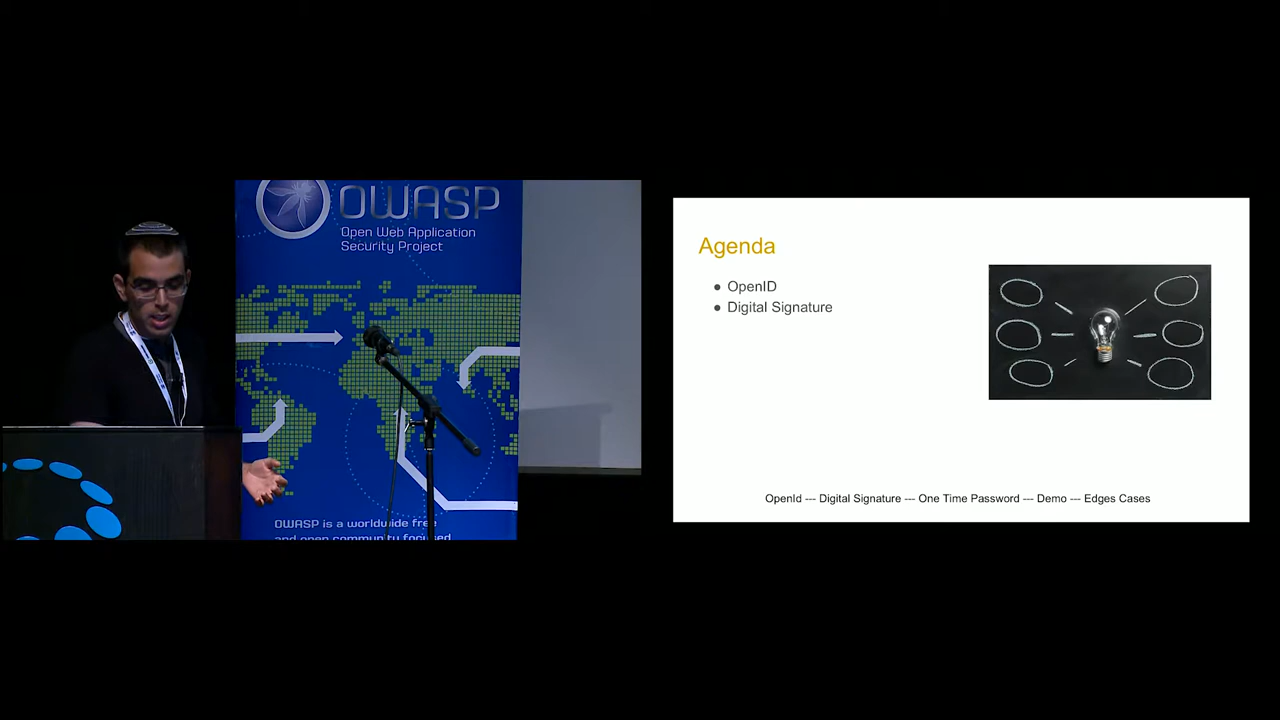 OWASP
Open Web Application
Security Project
OWASP is a worldwide free
and open community focused
Agenda
● OpenID
● Digital Signature
OpenId --- Digital Signature --- One Time Password --- Demo --- Edges Cases